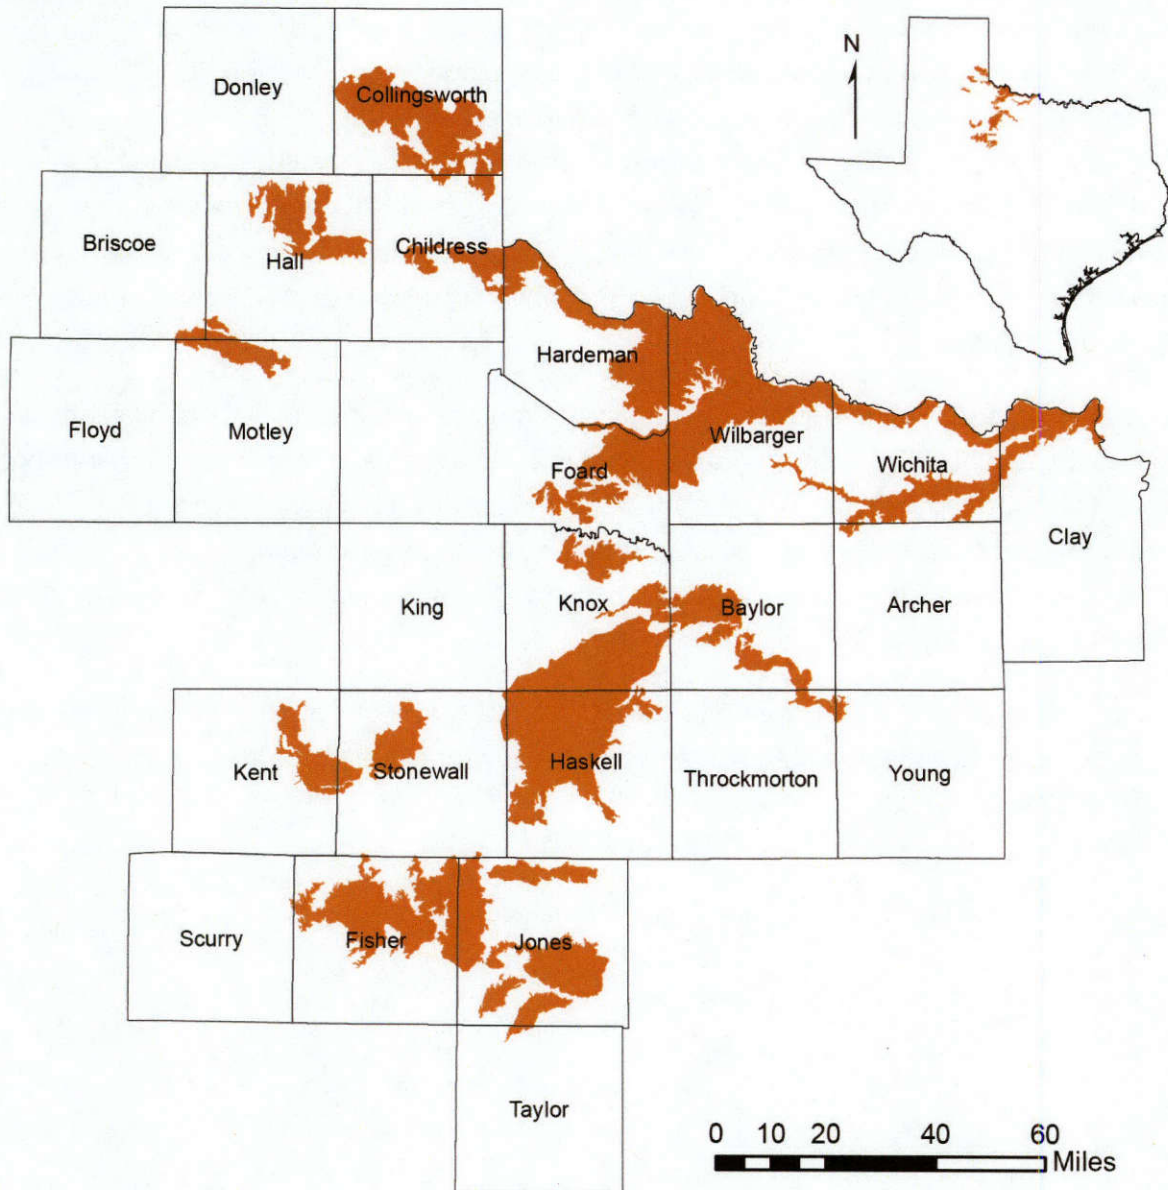 N
Donley
Collingsworth
Briscoe
Hall
Childress
Hardeman
Floyd
Motley
Foard
Wilbarger
Wichita
Clay
King
Knox
Baylor
Archer
Kent
Stonewall
Haskell
Throckmorton
Young
Scurry
Fisher
Jones
Taylor
0 10 20 40 60
Miles